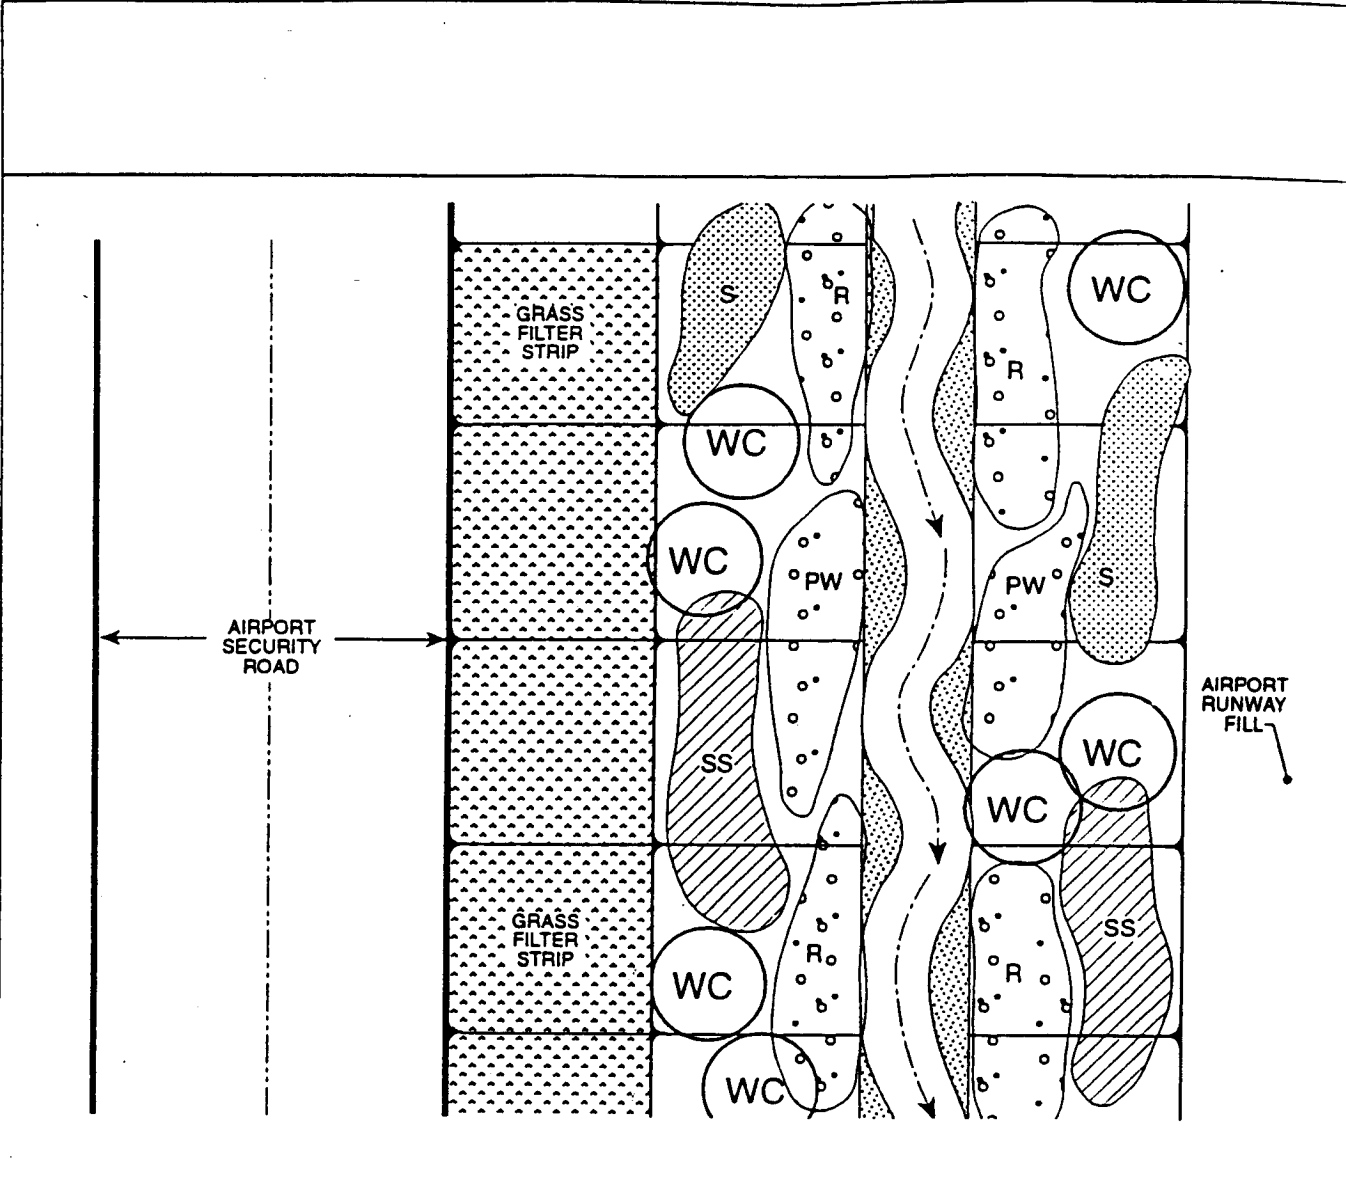 S
R
WC
GRASS
FILTER
STRIP
R
WC
WC
PW
PW
S
AIRPORT
SECURITY
ROAD
AIRPORT
RUNWAY
FILL
SS
WC
WC
GRASS
FILTER
STRIP
R
SS
R
WC
WC